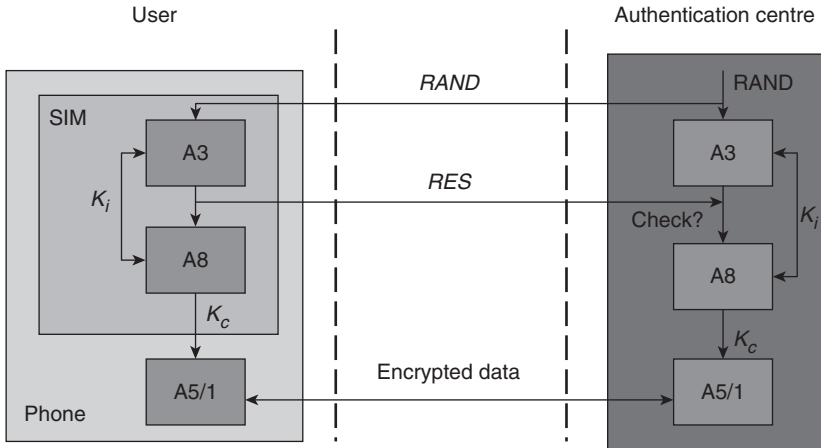 User
Authentication centre
RAND
RAND
SIM
A3
A3
RES
K_i
K_i
Check?
A8
A8
K_c
K_c
Encrypted data
A5/1
A5/1
Phone